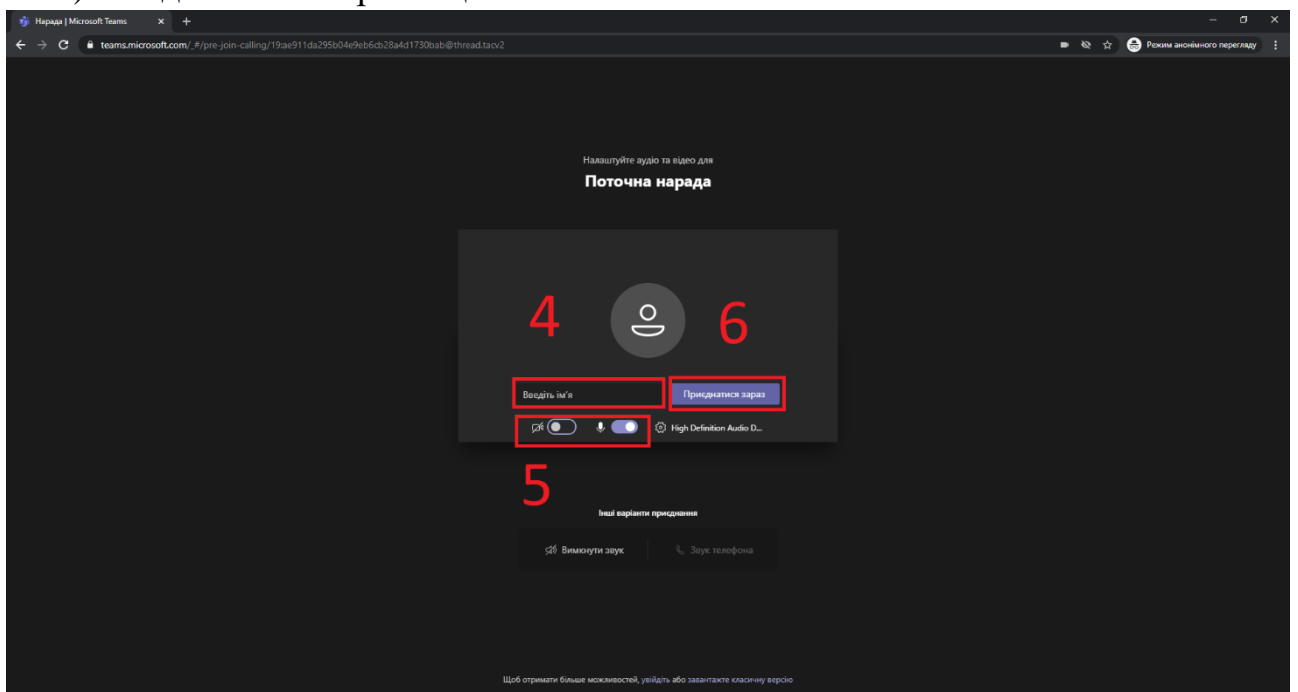 Нарада | Microsoft Teams
teams.microsoft.com/_#/pre-join-calling/19:ae911da295b04e9eb6cb28a4d1730bab@thread.tacv2
Режим анонімного перегляду
Налаштуйте аудіо та відео для
Поточна нарада
4
6
Введіть ім'я
Приєднатися зараз
High Definition Audio D...
5
Інші варіанти приєднання
Вимкнути звук
Звук телефона
Щоб отримати більше можливостей, увійдіть або завантажте класичну версію